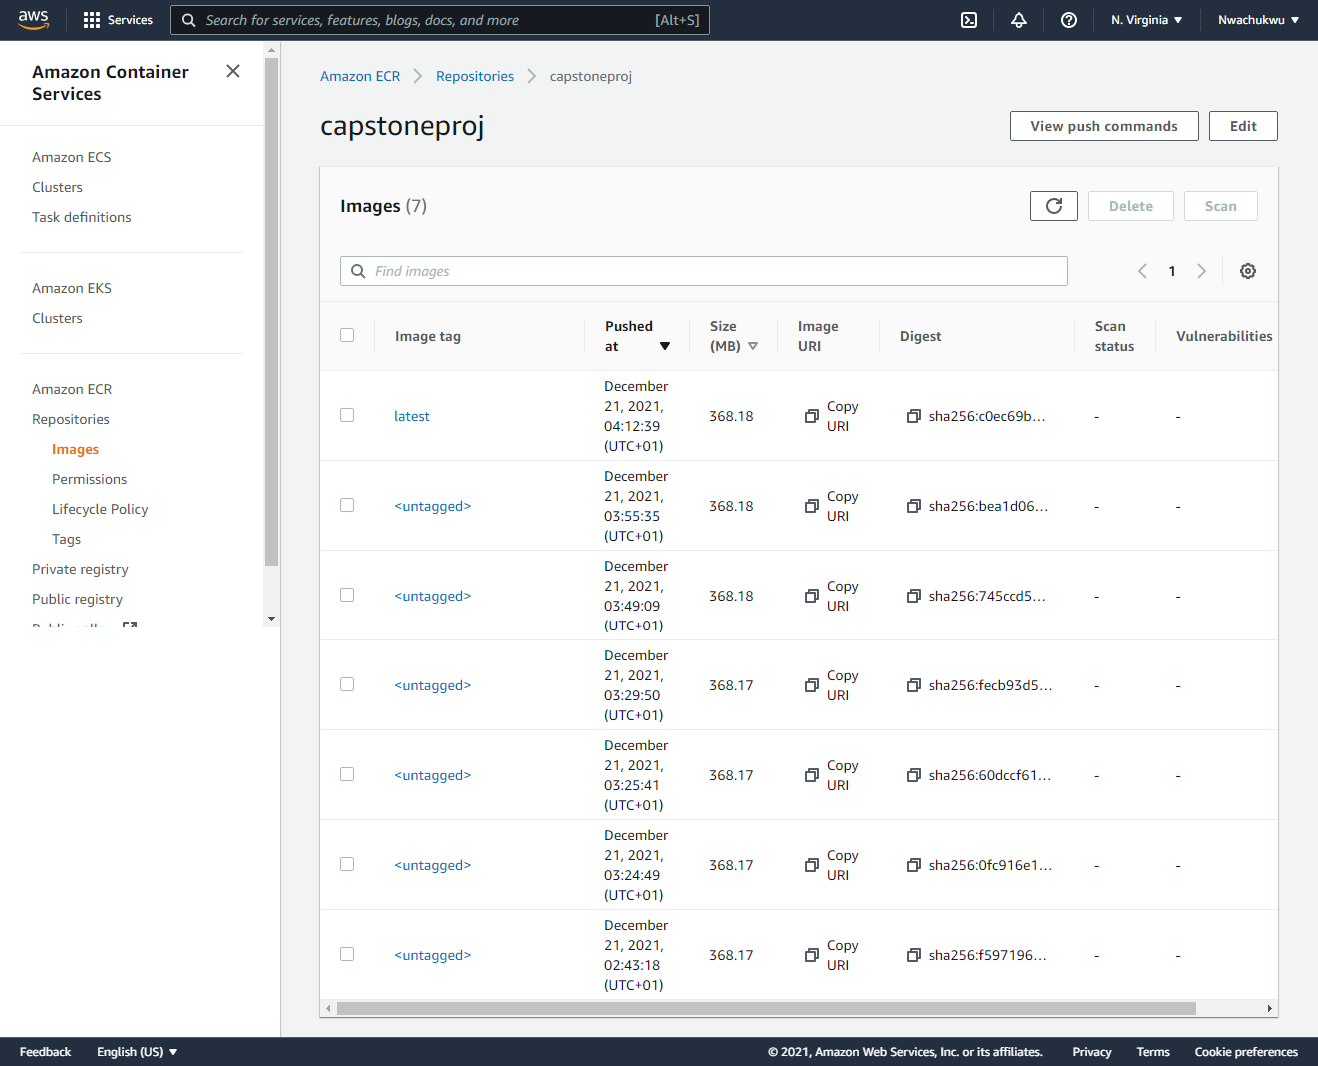 aws
Services
Search for services, features, blogs, docs, and more
[Alt+S]
N. Virginia
Nwachukwu
Amazon Container
Services
Amazon ECS
Clusters
Task definitions
Amazon EKS
Clusters
Amazon ECR
Repositories
Images
Permissions
Lifecycle Policy
Tags
Private registry
Public registry
Amazon ECR
Repositories
capstoneproj
capstoneproj
View push commands
Edit
Images (7)
Delete
Scan
Find images
1
Image tag
Pushed
at
Size
(MB)
Image
URI
Digest
Scan
status
Vulnerabilities
latest
December
21, 2021,
04:12:39
(UTC+01)
368.18
Copy
URI
sha256:c0ec69b...
-
-
<untagged>
December
21, 2021,
03:55:35
(UTC+01)
368.18
Copy
URI
sha256:bea1d06...
-
-
<untagged>
December
21, 2021,
03:49:09
(UTC+01)
368.18
Copy
URI
sha256:745ccd5...
-
-
<untagged>
December
21, 2021,
03:29:50
(UTC+01)
368.17
Copy
URI
sha256:fecb93d5...
-
-
<untagged>
December
21, 2021,
03:25:41
(UTC+01)
368.17
Copy
URI
sha256:60dccf61...
-
-
<untagged>
December
21, 2021,
03:24:49
(UTC+01)
368.17
Copy
URI
sha256:0fc916e1...
-
-
<untagged>
December
21, 2021,
02:43:18
(UTC+01)
368.17
Copy
URI
sha256:f597196...
-
-
Feedback
English (US)
© 2021, Amazon Web Services, Inc. or its affiliates.
Privacy
Terms
Cookie preferences